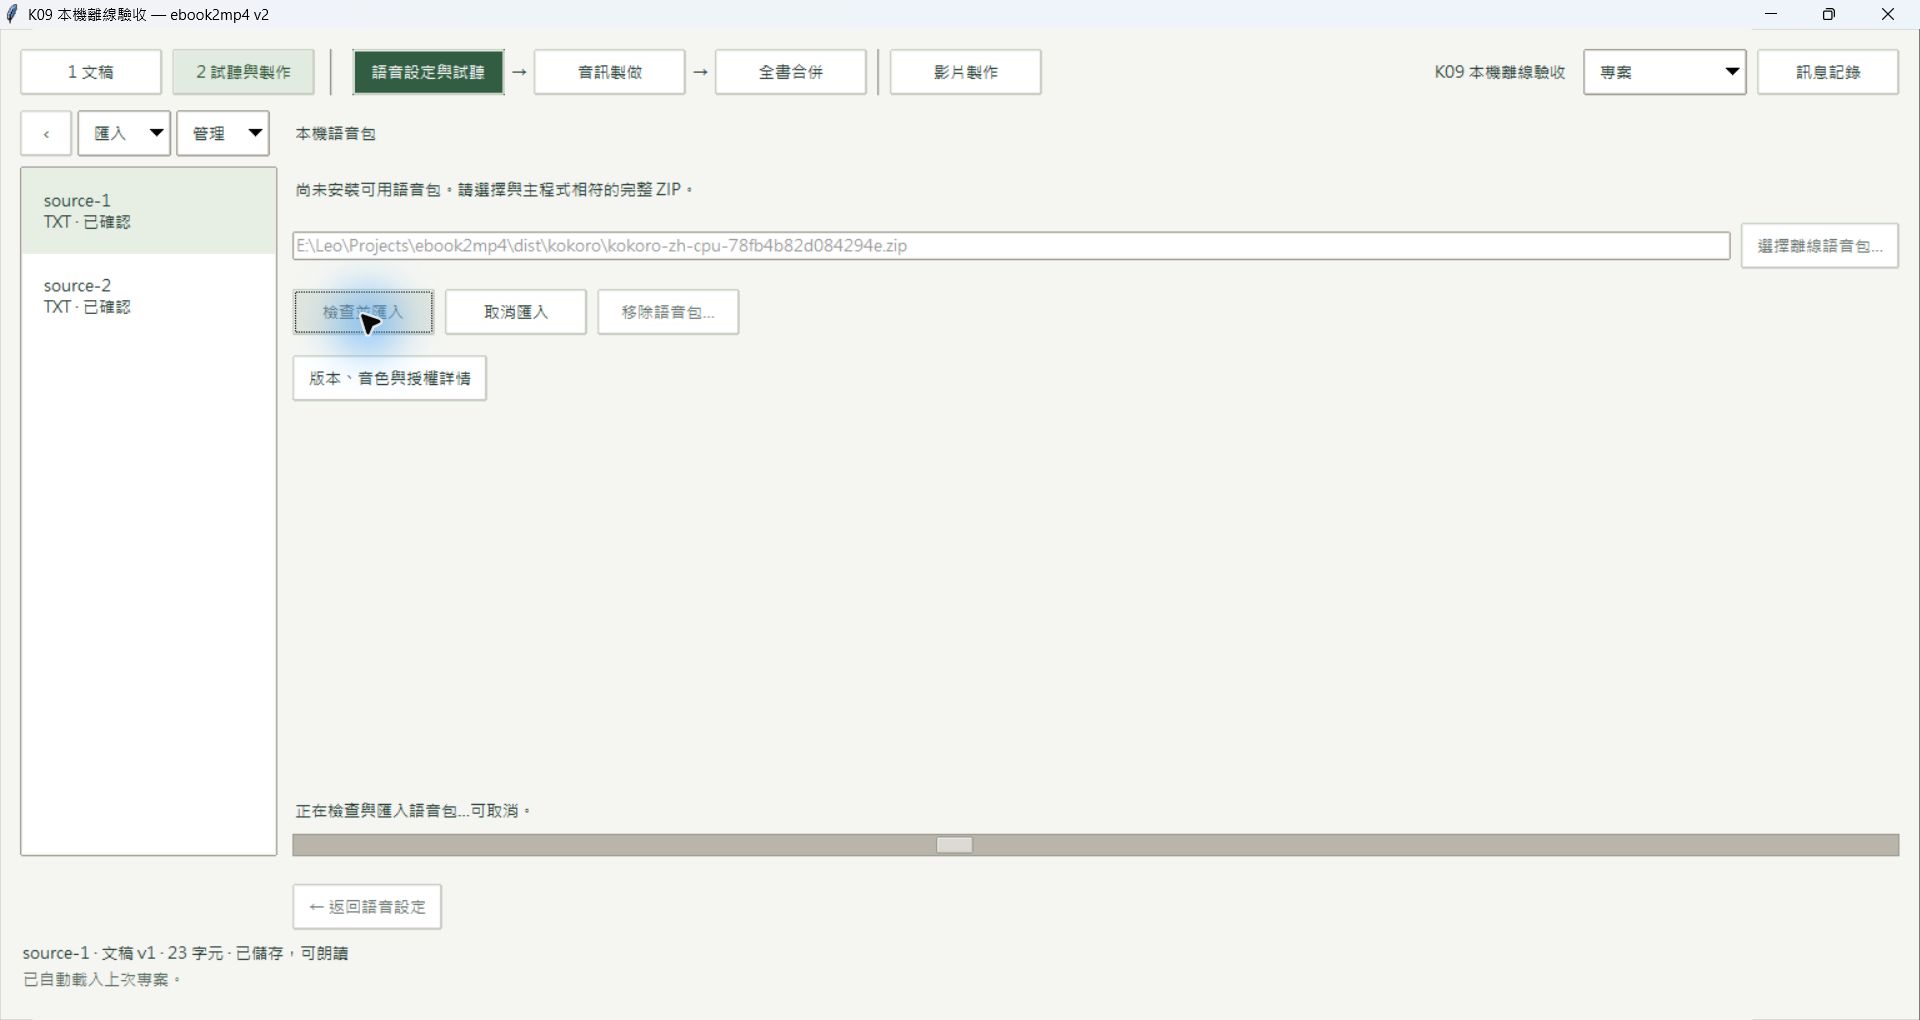 K09 本機離線驗收 — ebook2mp4 v2
1 文稿
2 試聽與製作
語音設定與試聽
→
音訊製做
→
全書合併
影片製作
K09 本機離線驗收
專案
訊息記錄
‹
匯入
管理
本機語音包
source-1
TXT · 已確認
source-2
TXT · 已確認
尚未安裝可用語音包。請選擇與主程式相符的完整 ZIP。
E:\Leo\Projects\ebook2mp4\dist\kokoro\kokoro-zh-cpu-78fb4b82d084294e.zip
選擇離線語音包...
檢查並匯入
取消匯入
移除語音包...
版本、音色與授權詳情
正在檢查與匯入語音包...可取消。
← 返回語音設定
source-1 · 文稿 v1 · 23 字元 · 已儲存，可朗讀
已自動載入上次專案。